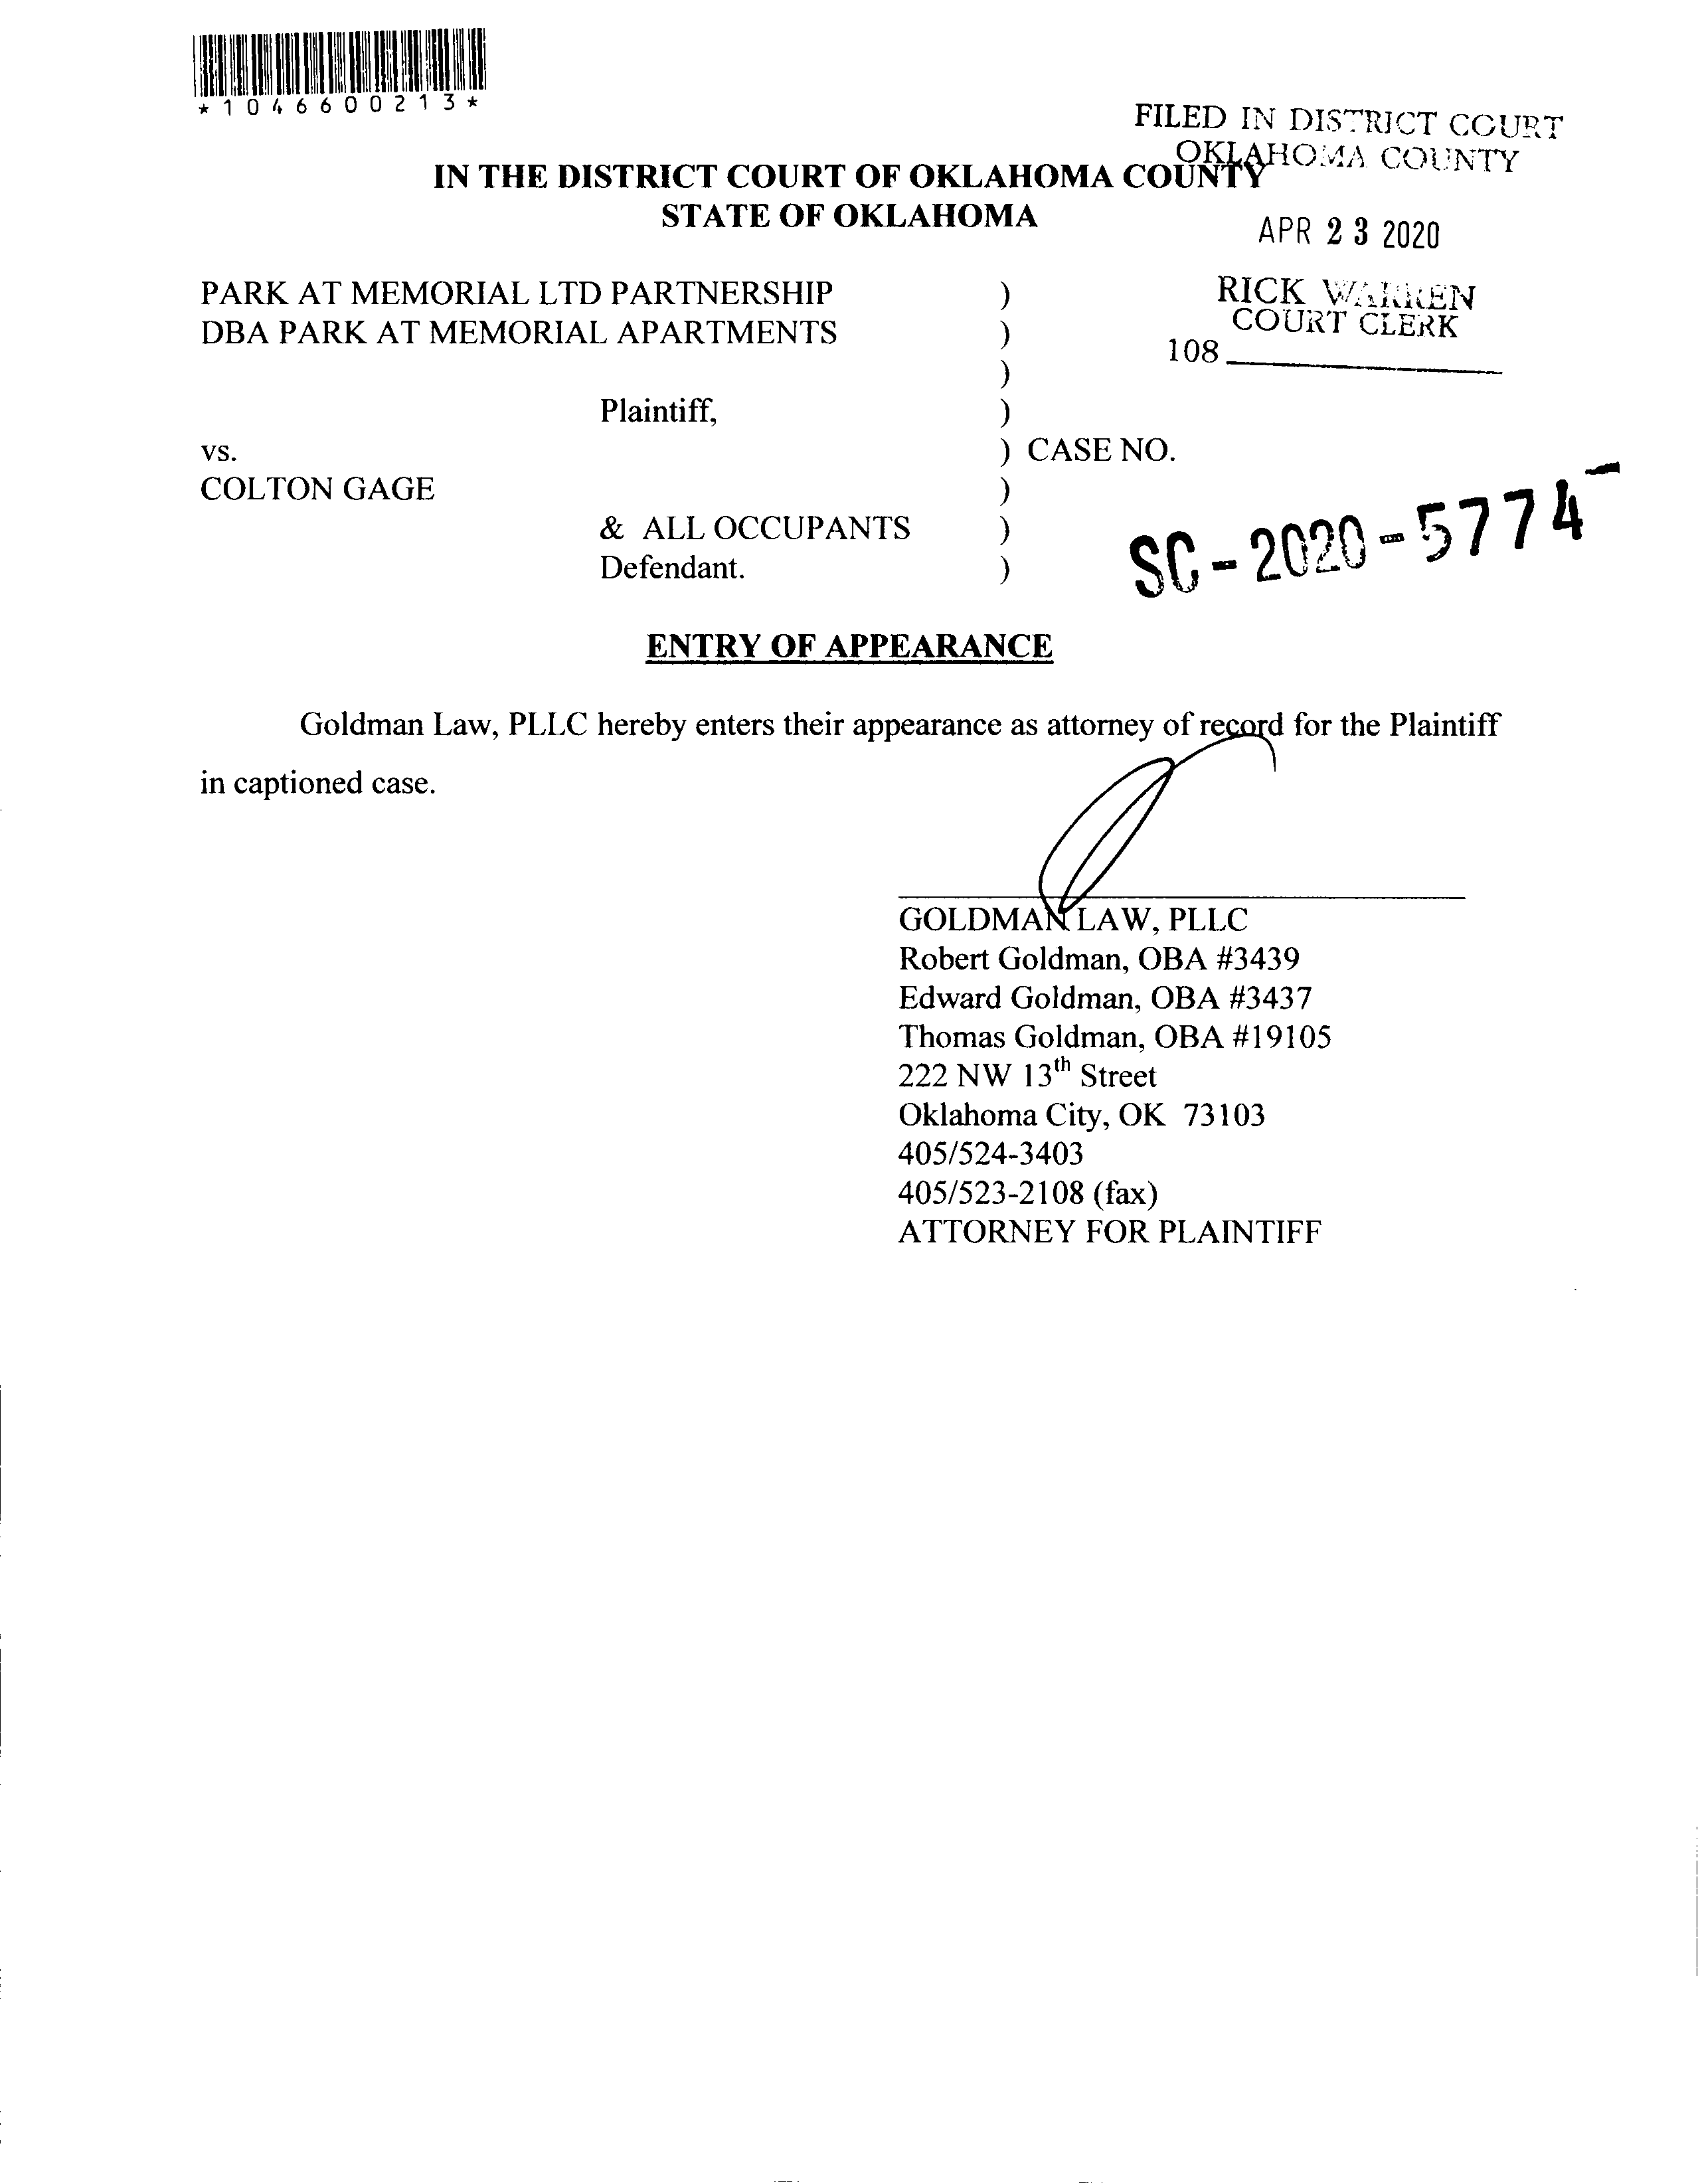 *1046600213*
FILED IN DISTRICT COURT
OKLAHOMA COUNTY
IN THE DISTRICT COURT OF OKLAHOMA COUNTY
STATE OF OKLAHOMA
APR 23 2020
PARK AT MEMORIAL LTD PARTNERSHIP )
DBA PARK AT MEMORIAL APARTMENTS )
)
RICK WARREN
COURT CLERK
108
Plaintiff, )
vs. ) CASE NO.
COLTON GAGE )
& ALL OCCUPANTS )
Defendant. )
SC-2020-5774
ENTRY OF APPEARANCE
Goldman Law, PLLC hereby enters their appearance as attorney of record for the Plaintiff
in captioned case.
GOLDMAN LAW, PLLC
Robert Goldman, OBA #3439
Edward Goldman, OBA #3437
Thomas Goldman, OBA #19105
222 NW 13th Street
Oklahoma City, OK 73103
405/524-3403
405/523-2108 (fax)
ATTORNEY FOR PLAINTIFF